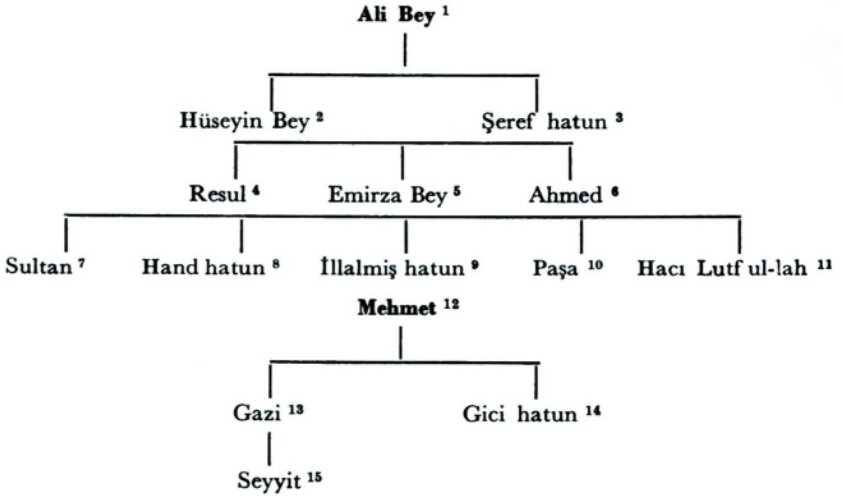 Ali Bey ¹
Hüseyin Bey ² Şeref hatun ³
Resul ⁴ Emirza Bey ⁵ Ahmed ⁶
Sultan ⁷ Hand hatun ⁸ İllalmiş hatun ⁹ Paşa ¹⁰ Hacı Lutf ul-lah ¹¹
Mehmet ¹²
Gazi ¹³ Gici hatun ¹⁴
Seyyit ¹⁵